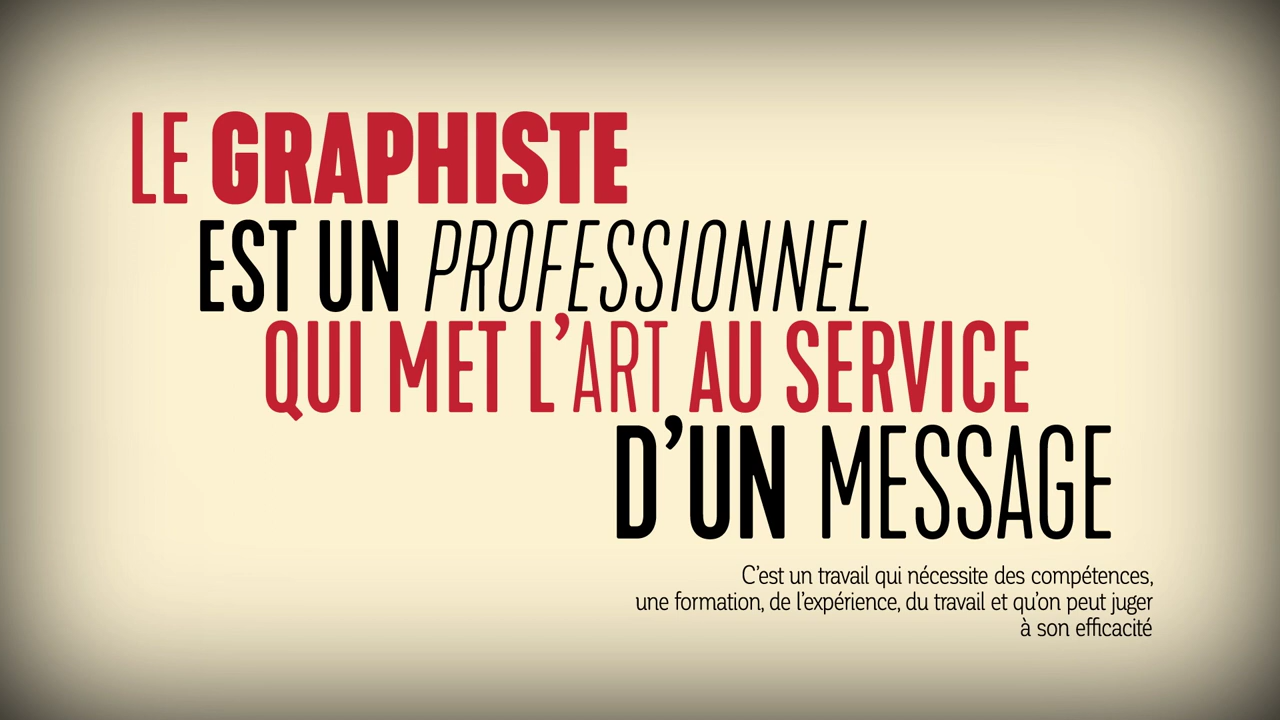 LE GRAPHISTE
EST UN PROFESSIONNEL
QUI MET L’ART AU SERVICE
D’UN MESSAGE
C’est un travail qui nécessite des compétences,
une formation, de l’expérience, du travail et qu’on peut juger
à son efficacité